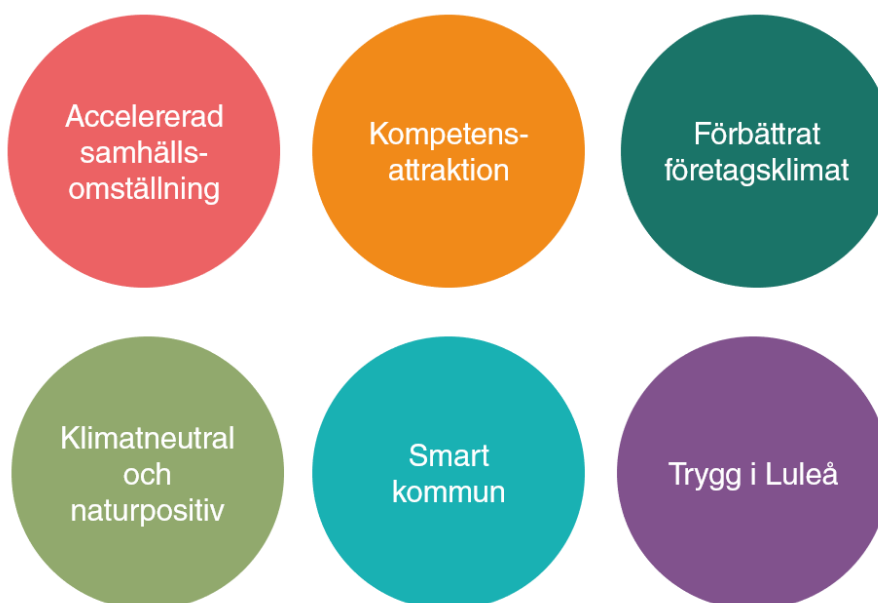 Accelererad
samhälls-
omställning
Kompetens-
attraktion
Förbättrat
företagsklimat
Klimatneutral
och
naturpositiv
Smart
kommun
Trygg i Luleå